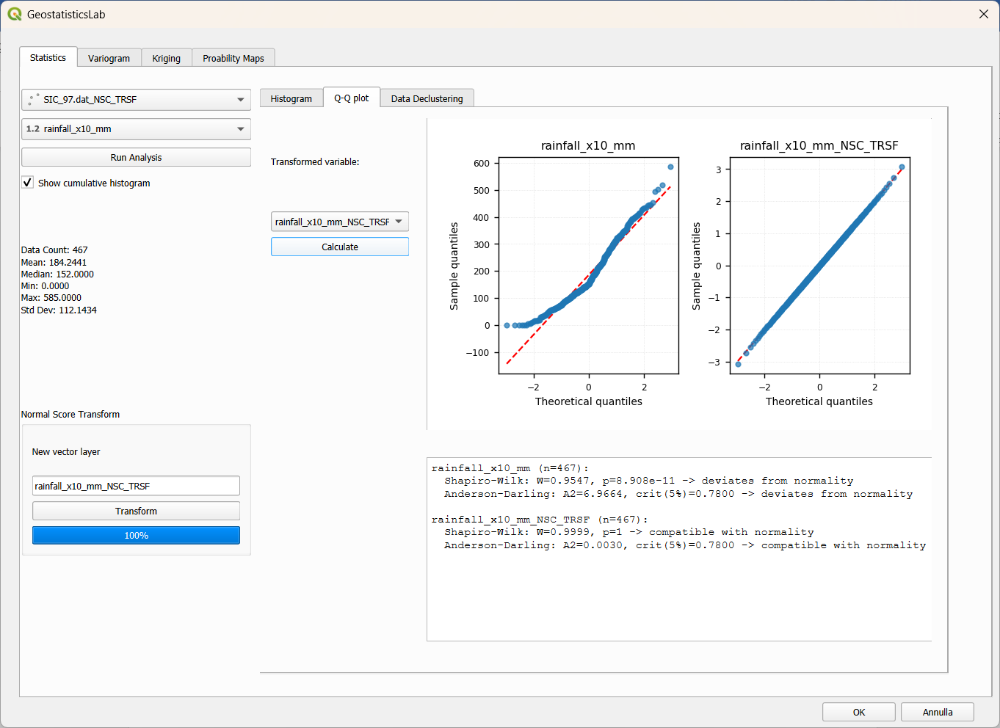 GeostatisticsLab
Statistics
Variogram
Kriging
Proability Maps
SIC_97.dat_NSC_TRSF
1.2 rainfall_x10_mm
Run Analysis
Show cumulative histogram
Data Count: 467
Mean: 184.2441
Median: 152.0000
Min: 0.0000
Max: 585.0000
Std Dev: 112.1434
Normal Score Transform
New vector layer
rainfall_x10_mm_NSC_TRSF
Transform
100%
Histogram
Q-Q plot
Data Declustering
Transformed variable:
rainfall_x10_mm_NSC_TRSF
Calculate
rainfall_x10_mm
600
500
400
300
200
100
0
−100
Sample quantiles
−2
0
2
Theoretical quantiles
rainfall_x10_mm_NSC_TRSF
3
2
1
0
−1
−2
−3
Sample quantiles
−2
0
2
Theoretical quantiles
rainfall_x10_mm (n=467):
Shapiro-Wilk: W=0.9547, p=8.908e-11 -> deviates from normality
Anderson-Darling: A2=6.9664, crit(5%)=0.7800 -> deviates from normality
rainfall_x10_mm_NSC_TRSF (n=467):
Shapiro-Wilk: W=0.9999, p=1 -> compatible with normality
Anderson-Darling: A2=0.0030, crit(5%)=0.7800 -> compatible with normality
OK
Annulla